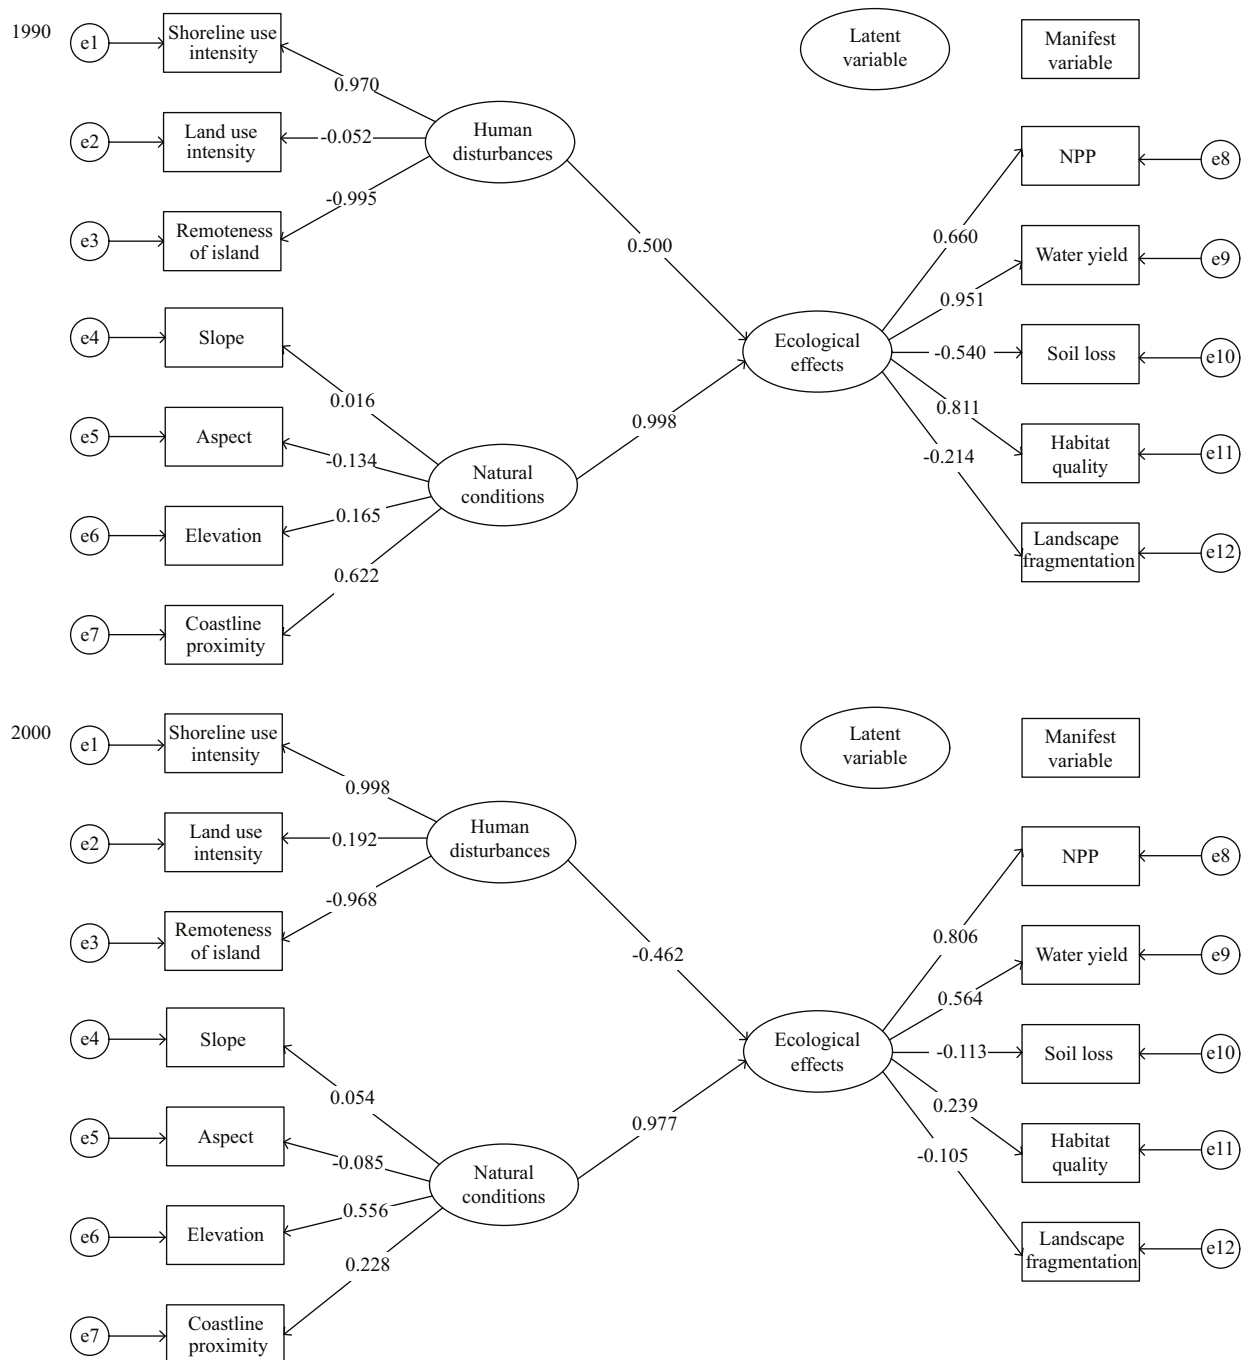 1990
e1
Shoreline use
intensity
Latent
variable
Manifest
variable
0.970
e2
Land use
intensity
-0.052
Human
disturbances
NPP
e8
-0.995
e3
Remoteness
of island
0.500
0.660
Water yield
e9
0.951
e4
Slope
Ecological
effects
-0.540
Soil loss
e10
0.016
0.998
0.811
e5
Aspect
-0.134
Natural
conditions
-0.214
Habitat
quality
e11
0.165
e6
Elevation
0.622
Landscape
fragmentation
e12
e7
Coastline
proximity
2000
e1
Shoreline use
intensity
Latent
variable
Manifest
variable
0.998
e2
Land use
intensity
0.192
Human
disturbances
NPP
e8
-0.968
e3
Remoteness
of island
-0.462
0.806
Water yield
e9
0.564
e4
Slope
Ecological
effects
-0.113
Soil loss
e10
0.054
0.977
0.239
e5
Aspect
-0.085
Natural
conditions
-0.105
Habitat
quality
e11
0.556
e6
Elevation
0.228
Landscape
fragmentation
e12
e7
Coastline
proximity